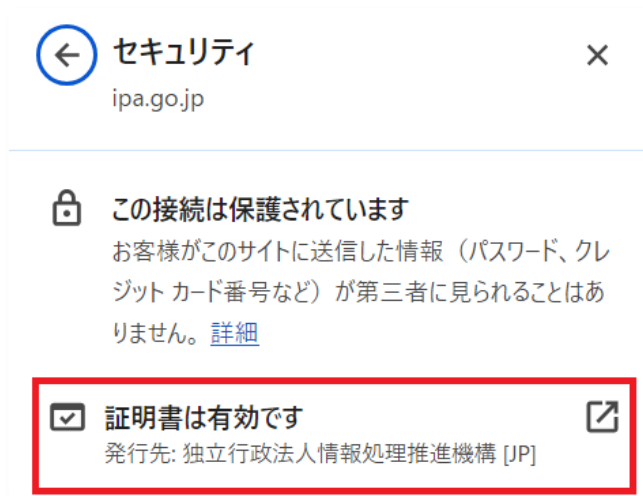 セキュリティ
ipa.go.jp
この接続は保護されています
お客様がこのサイトに送信した情報（パスワード、クレ
ジット カード番号など）が第三者に見られることはあ
りません。 詳細
証明書は有効です
発行先: 独立行政法人情報処理推進機構 [JP]